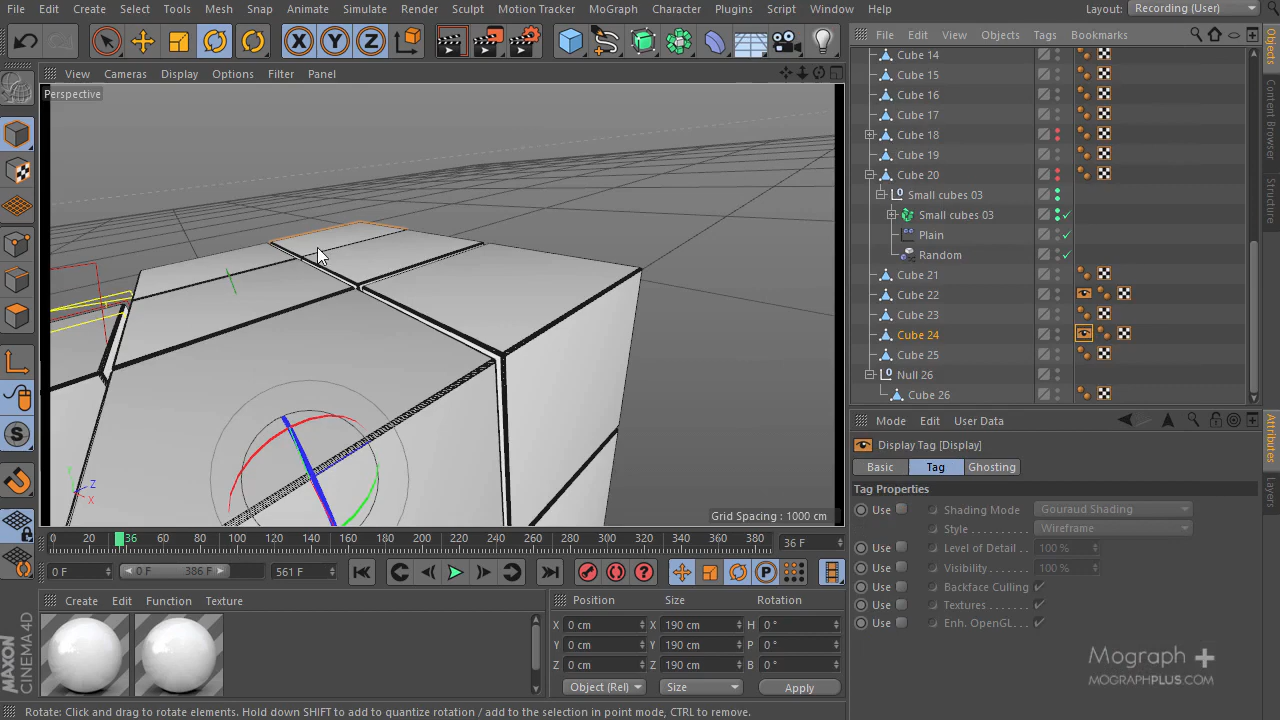 File Edit Create Select Tools Mesh Snap Animate Simulate Render Sculpt Motion Tracker MoGraph Character Plugins Script Window Help Layout: Recording (User)
X Y Z
View Cameras Display Options Filter Panel
Perspective
Grid Spacing : 1000 cm
Y Z X
File Edit View Objects Tags Bookmarks
Cube 14
Cube 15
Cube 16
Cube 17
Cube 18
Cube 19
Cube 20
Small cubes 03
Small cubes 03
Plain
Random
Cube 21
Cube 22
Cube 23
Cube 24
Cube 25
Null 26
Cube 26
Objects
Content Browser
Structure
Attributes
Mode Edit User Data
Display Tag [Display]
Basic Tag Ghosting
Tag Properties
Use Shading Mode Gouraud Shading
Style Wireframe
Use Level of Detail 100 %
Use Visibility 100 %
Use Backface Culling
Use Textures
Use Enh. OpenGL
0 20 36 60 80 100 120 140 160 180 200 220 240 260 280 300 320 340 360 380 36 F
0 F 0 F 386 F 561 F
Create Edit Function Texture
Position Size Rotation
X 0 cm X 190 cm H 0 °
Y 0 cm Y 190 cm P 0 °
Z 0 cm Z 190 cm B 0 °
Object (Rel) Size Apply
MAXON
CINEMA 4D
Mograph +
MOGRAPHPLUS.COM
Rotate: Click and drag to rotate elements. Hold down SHIFT to add to quantize rotation / add to the selection in point mode, CTRL to remove.